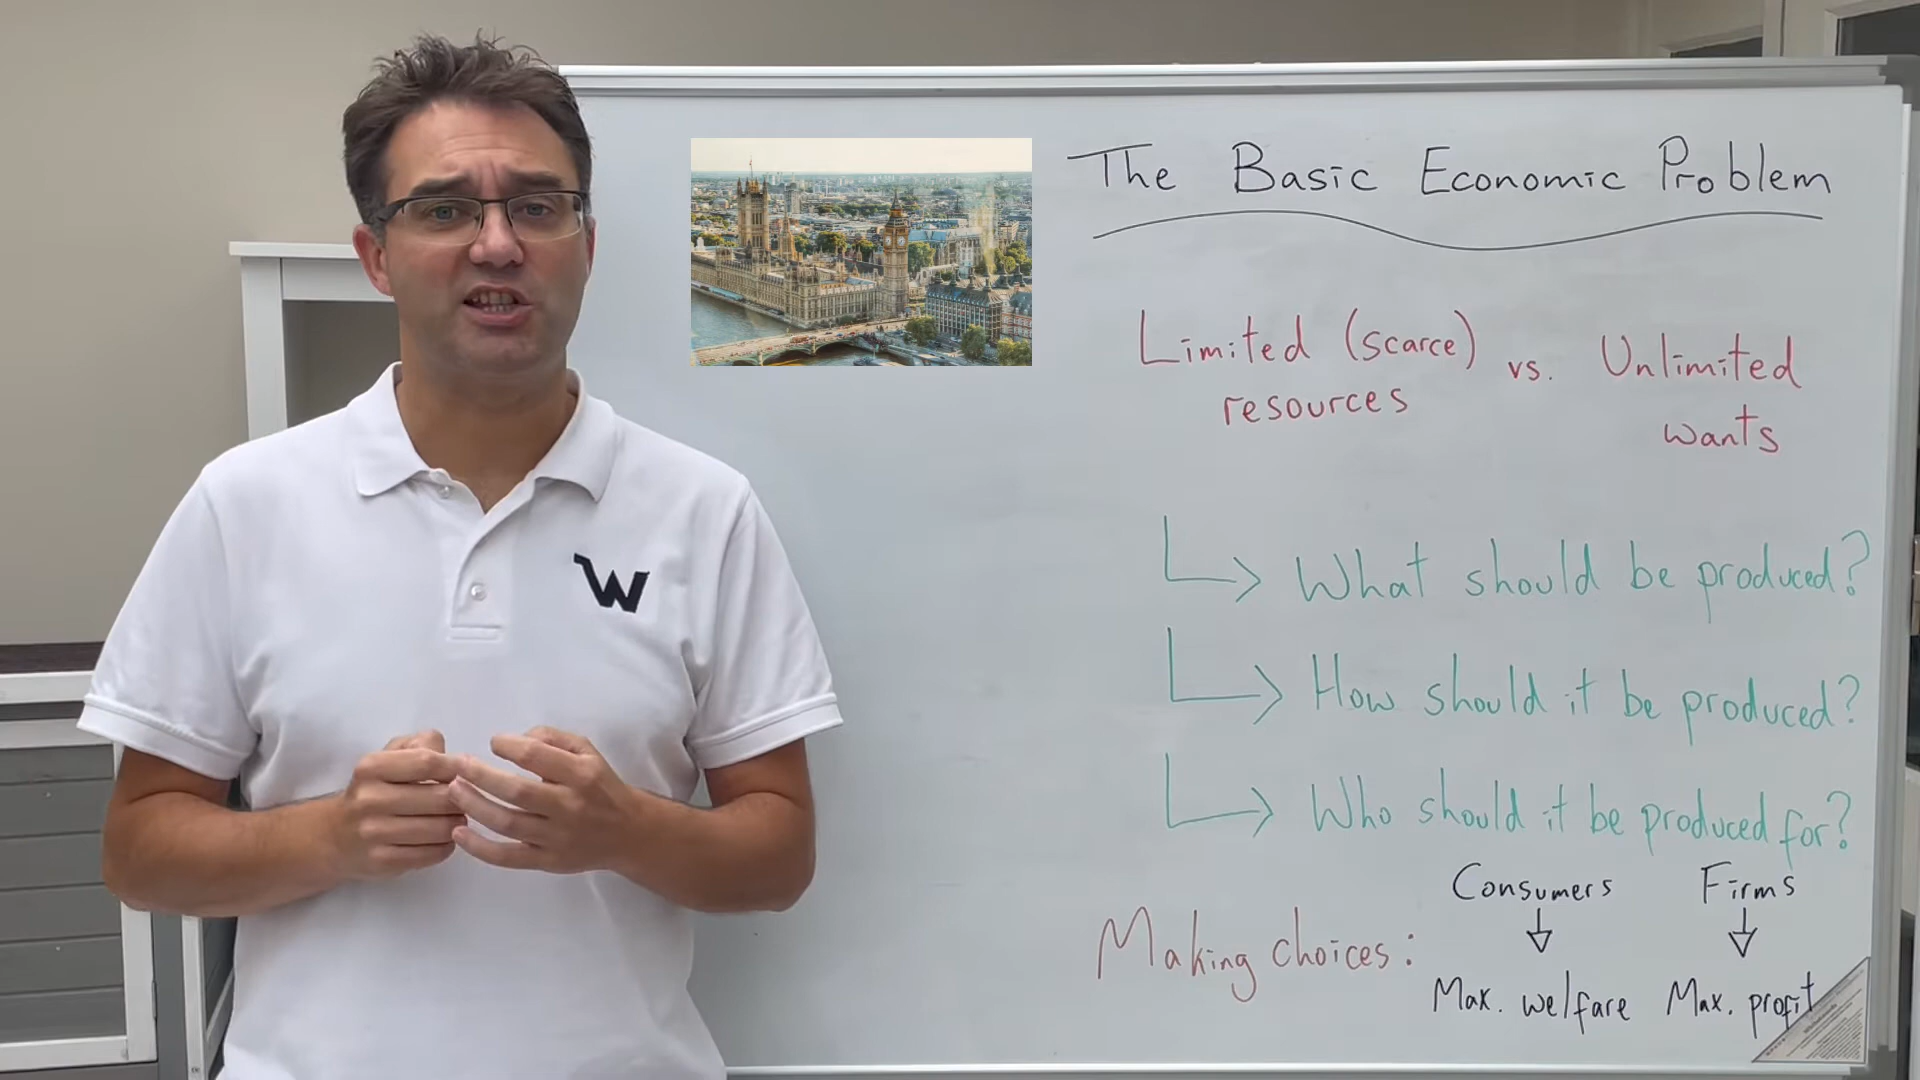 The Basic Economic Problem
Limited (scarce) vs. Unlimited
resources wants
What should be produced?
How should it be produced?
Who should it be produced for?
Consumers Firms
Making choices:
Max. welfare Max. profit
W